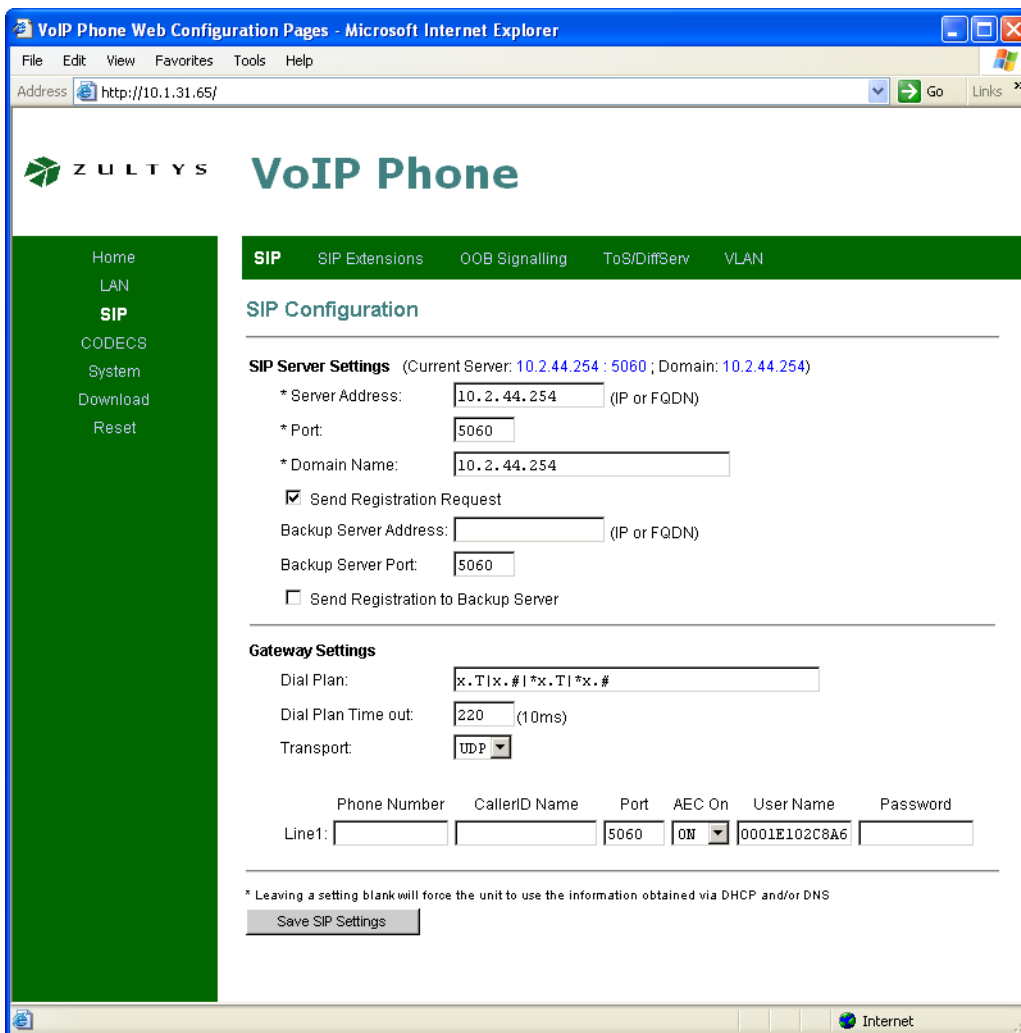 VoIP Phone Web Configuration Pages - Microsoft Internet Explorer
File Edit View Favorites Tools Help
Address http://10.1.31.65/ Go Links »
ZULTYS VoIP Phone
Home
LAN
SIP
CODECS
System
Download
Reset
SIP SIP Extensions OOB Signalling ToS/DiffServ VLAN
SIP Configuration
SIP Server Settings (Current Server: 10.2.44.254 : 5060 ; Domain: 10.2.44.254)
* Server Address: 10.2.44.254 (IP or FQDN)
* Port: 5060
* Domain Name: 10.2.44.254
Send Registration Request
Backup Server Address: (IP or FQDN)
Backup Server Port: 5060
Send Registration to Backup Server
Gateway Settings
Dial Plan: x.T|x.#|*x.T|*x.#
Dial Plan Time out: 220 (10ms)
Transport: UDP
Phone Number CallerID Name Port AEC On User Name Password
Line1: 5060 ON 0001E102C8A6
* Leaving a setting blank will force the unit to use the information obtained via DHCP and/or DNS
Save SIP Settings
Internet